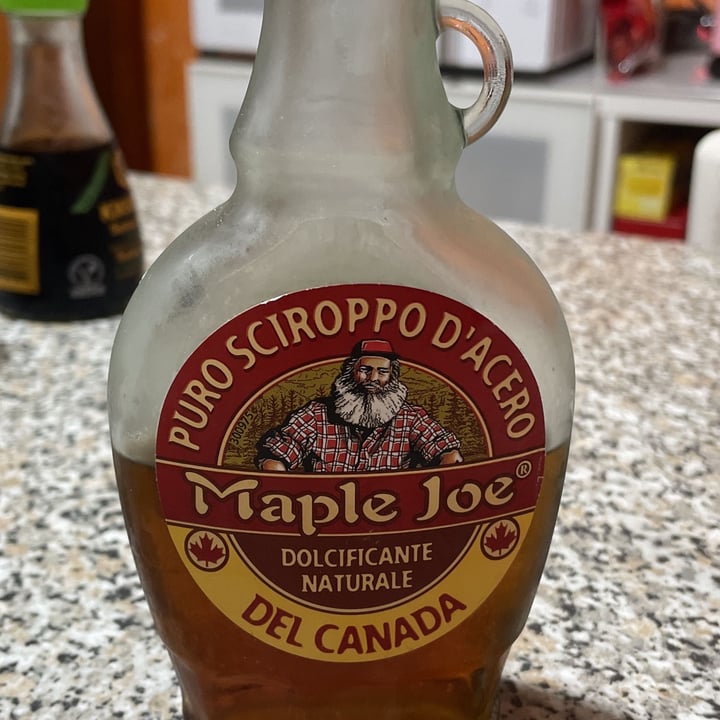 PURO SCIROPPO D'ACERO
Maple Joe®
DOLCIFICANTE
NATURALE
DEL CANADA